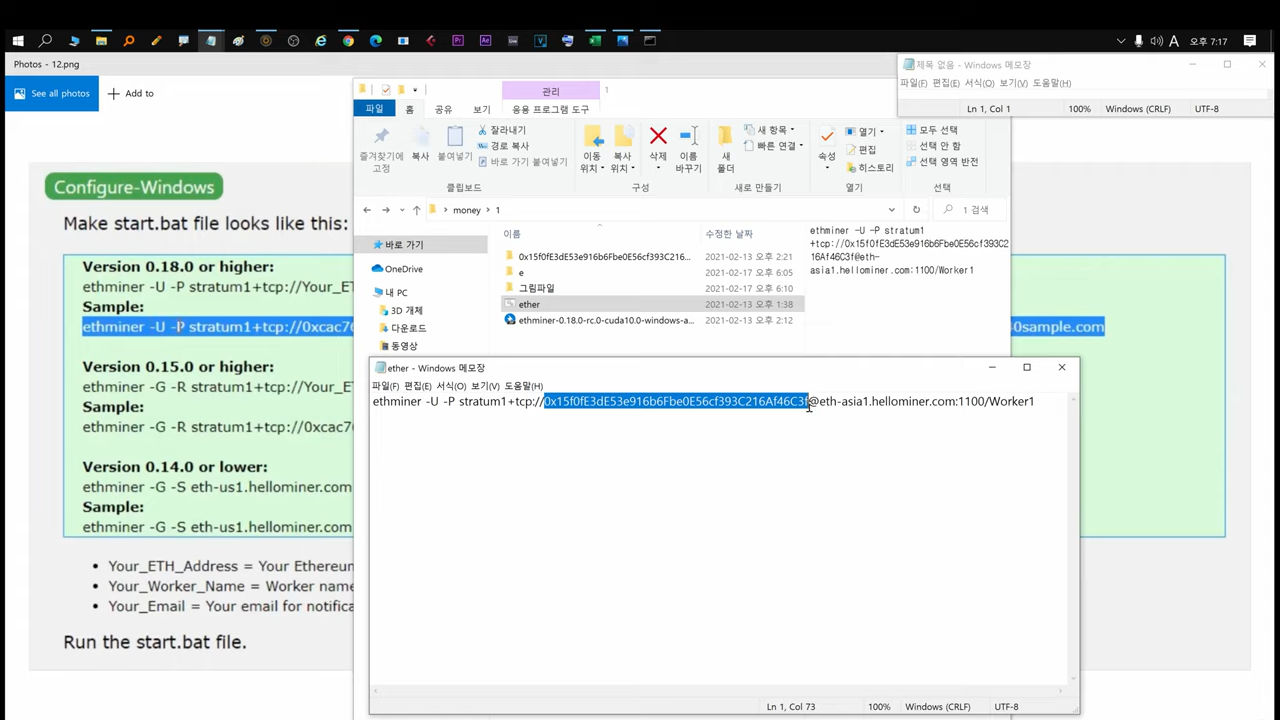 A 오후 7:17
Photos - 12.png
See all photos
Add to
Configure-Windows
Make start.bat file looks like this:
Version 0.18.0 or higher:
ethminer -U -P stratum1+tcp://Your_ET
Sample:
ethminer -U -P stratum1+tcp://0xcac76
0sample.com
Version 0.15.0 or higher:
ethminer -G -R stratum1+tcp://Your_
Sample:
ethminer -G -R stratum1+tcp://0xcac7
Version 0.14.0 or lower:
ethminer -G -S eth-us1.hellominer.com
Sample:
ethminer -G -S eth-us1.hellominer.com
• Your_ETH_Address = Your Ethereum
• Your_Worker_Name = Worker name
• Your_Email = Your email for notifica
Run the start.bat file.
관리
1
파일
홈
공유
보기
응용 프로그램 도구
즐겨찾기에 고정
복사
붙여넣기
잘라내기
경로 복사
바로 가기 붙여넣기
클립보드
이동 위치
복사 위치
삭제
이름 바꾸기
구성
새 폴더
새 항목
빠른 연결
새로 만들기
속성
열기
편집
히스토리
열기
모두 선택
선택 안 함
선택 영역 반전
선택
money
1
1 검색
바로 가기
OneDrive
내 PC
3D 개체
다운로드
동영상
이름
수정한 날짜
0x15f0fE3dE53e916b6Fbe0E56cf393C216...
2021-02-13 오후 2:21
e
2021-02-17 오후 6:05
그림파일
2021-02-17 오후 6:10
ether
2021-02-13 오후 1:38
ethminer-0.18.0-rc.0-cuda10.0-windows-a...
2021-02-13 오후 2:12
ethminer -U -P stratum1
+tcp://0x15f0fE3dE53e916b6Fbe0E56cf393C2
16Af46C3f@eth-
asia1.hellominer.com:1100/Worker1
제목 없음 - Windows 메모장
파일(F) 편집(E) 서식(O) 보기(V) 도움말(H)
Ln 1, Col 1
100%
Windows (CRLF)
UTF-8
ether - Windows 메모장
파일(F) 편집(E) 서식(O) 보기(V) 도움말(H)
ethminer -U -P stratum1+tcp://0x15f0fE3dE53e916b6Fbe0E56cf393C216Af46C3f@eth-asia1.hellominer.com:1100/Worker1
Ln 1, Col 73
100%
Windows (CRLF)
UTF-8